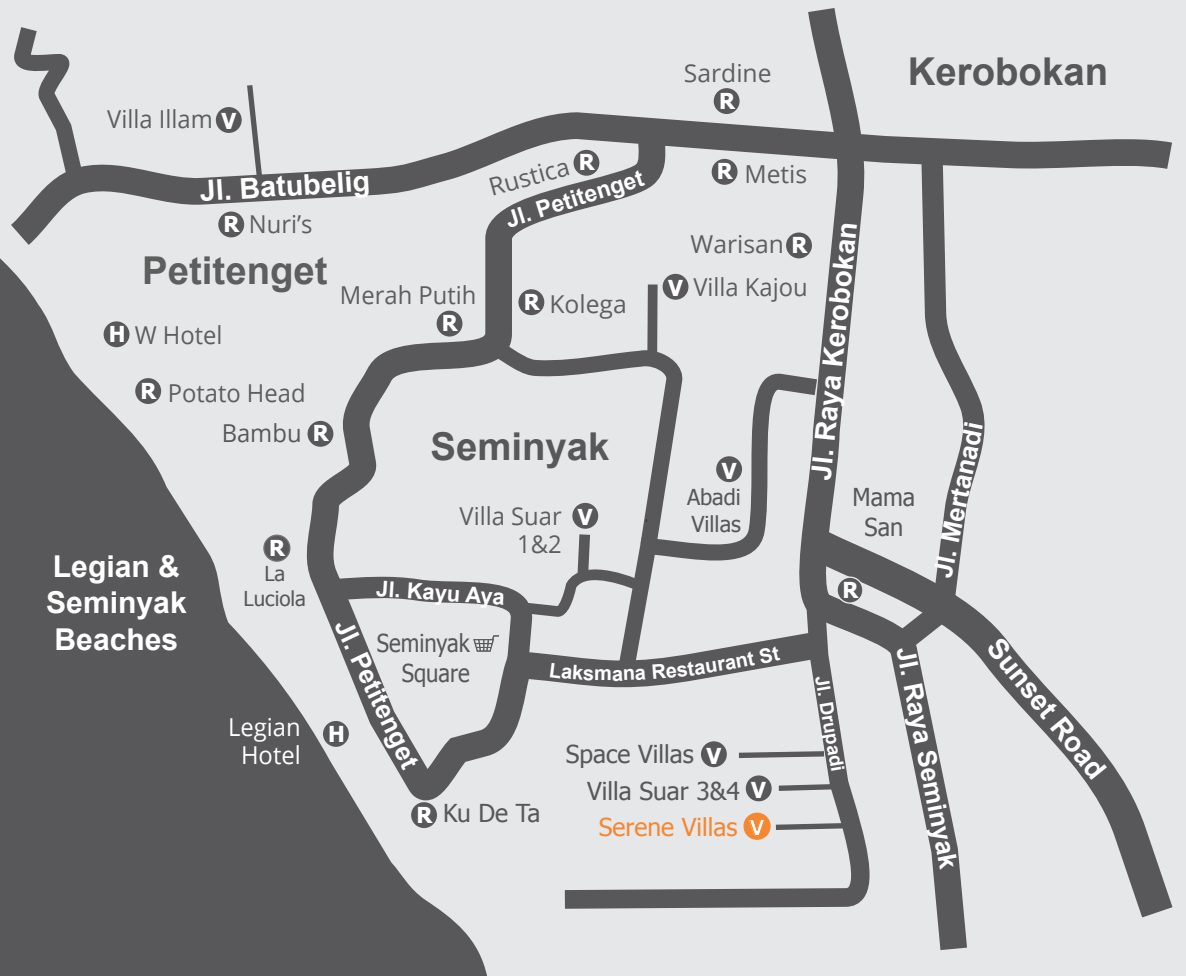 Kerobokan
Sardine
R
Villa Illam V
Rustica R
R Metis
Jl. Batubelig
Jl. Petitenget
R Nuri's
Warisan R
Petitenget
Merah Putih
R
R Kolega
V Villa Kajou
H W Hotel
Jl. Raya Kerobokan
R Potato Head
Bambu R
Seminyak
V
Abadi
Villas
Mama
San
R
Jl. Mertanadi
Villa Suar V
1&2
R
La
Luciola
Legian &
Seminyak
Beaches
Jl. Kayu Aya
Seminyak
Square
Jl. Petitenget
Laksmana Restaurant St
Jl. Drupadi
Jl. Raya Seminyak
Sunset Road
Legian
Hotel
H
Space Villas V
Villa Suar 3&4 V
Serene Villas V
R Ku De Ta